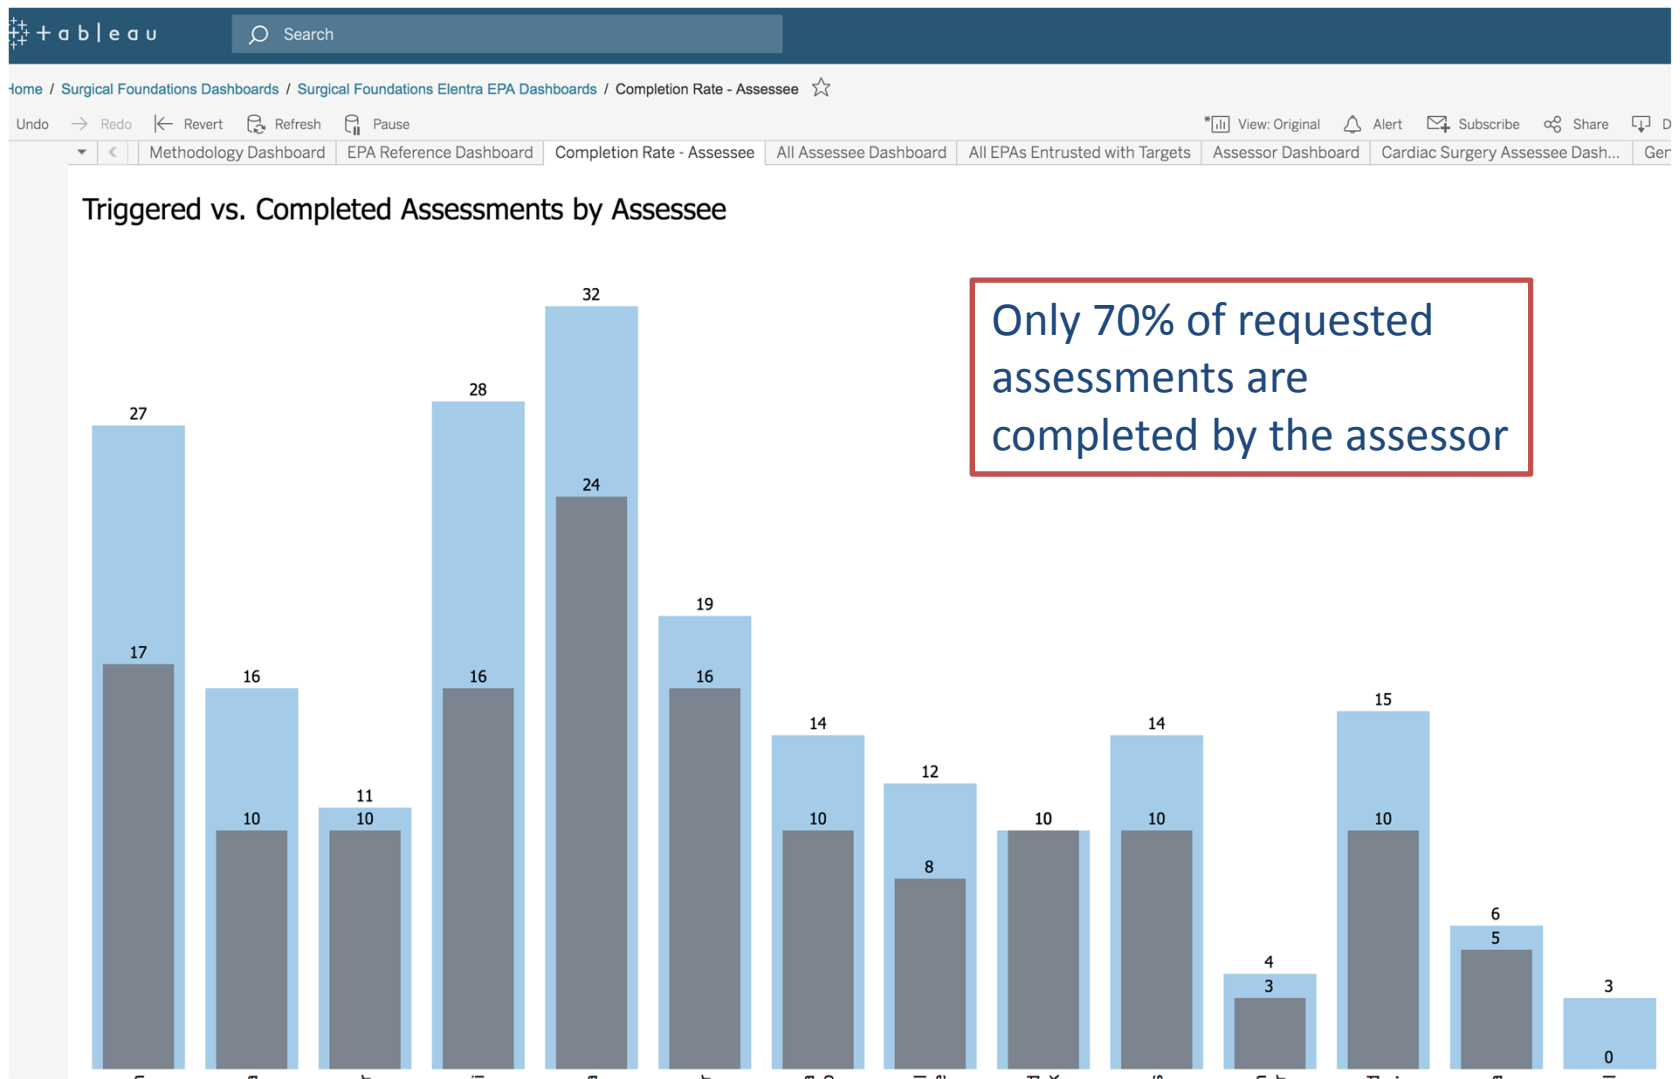 tableau
Search
Home / Surgical Foundations Dashboards / Surgical Foundations Elentra EPA Dashboards / Completion Rate - Assessee
Undo Redo Revert Refresh Pause View: Original Alert Subscribe Share
Methodology Dashboard EPA Reference Dashboard Completion Rate - Assessee All Assessee Dashboard All EPAs Entrusted with Targets Assessor Dashboard Cardiac Surgery Assessee Dash...
Triggered vs. Completed Assessments by Assessee
Only 70% of requested
assessments are
completed by the assessor
32
28
27
24
19
17
16 16 16
15
14 14
12
11
10 10 10 10 10 10
8
6
5
4
3 3
0